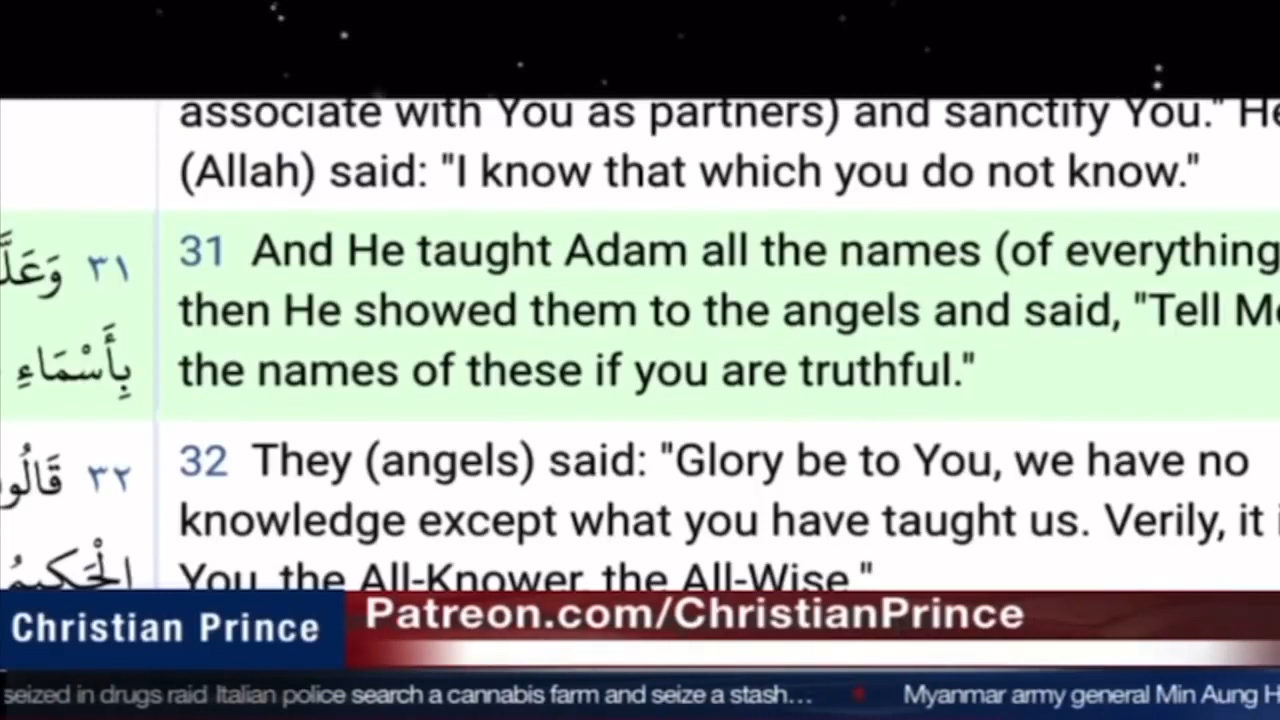 associate with You as partners) and sanctify You." He
(Allah) said: "I know that which you do not know."
٣١ وَعَلَّ
بِأَسْمَاءِ
31 And He taught Adam all the names (of everything
then He showed them to the angels and said, "Tell Me
the names of these if you are truthful."
٣٢ قَالُو
الْحَكِيمُ
32 They (angels) said: "Glory be to You, we have no
knowledge except what you have taught us. Verily, it i
You, the All-Knower, the All-Wise."
Christian Prince
Patreon.com/ChristianPrince
seized in drugs raid Italian police search a cannabis farm and seize a stash... Myanmar army general Min Aung H